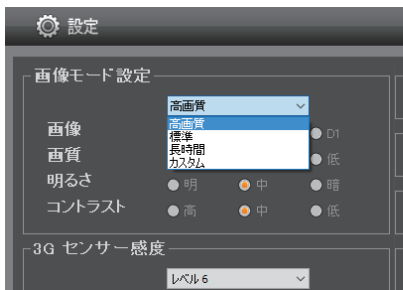 設定
画像モード設定
高画質
高画質
画像 標準 D1
長時間
画質 カスタム 低
明るさ 明 中 暗
コントラスト 高 中 低
3G センサー感度
レベル 6